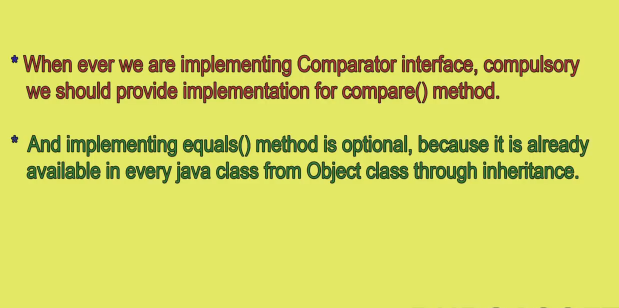 * When ever we are implementing Comparator interface, compulsory
we should provide implementation for compare() method.
* And implementing equals() method is optional, because it is already
available in every java class from Object class through inheritance.